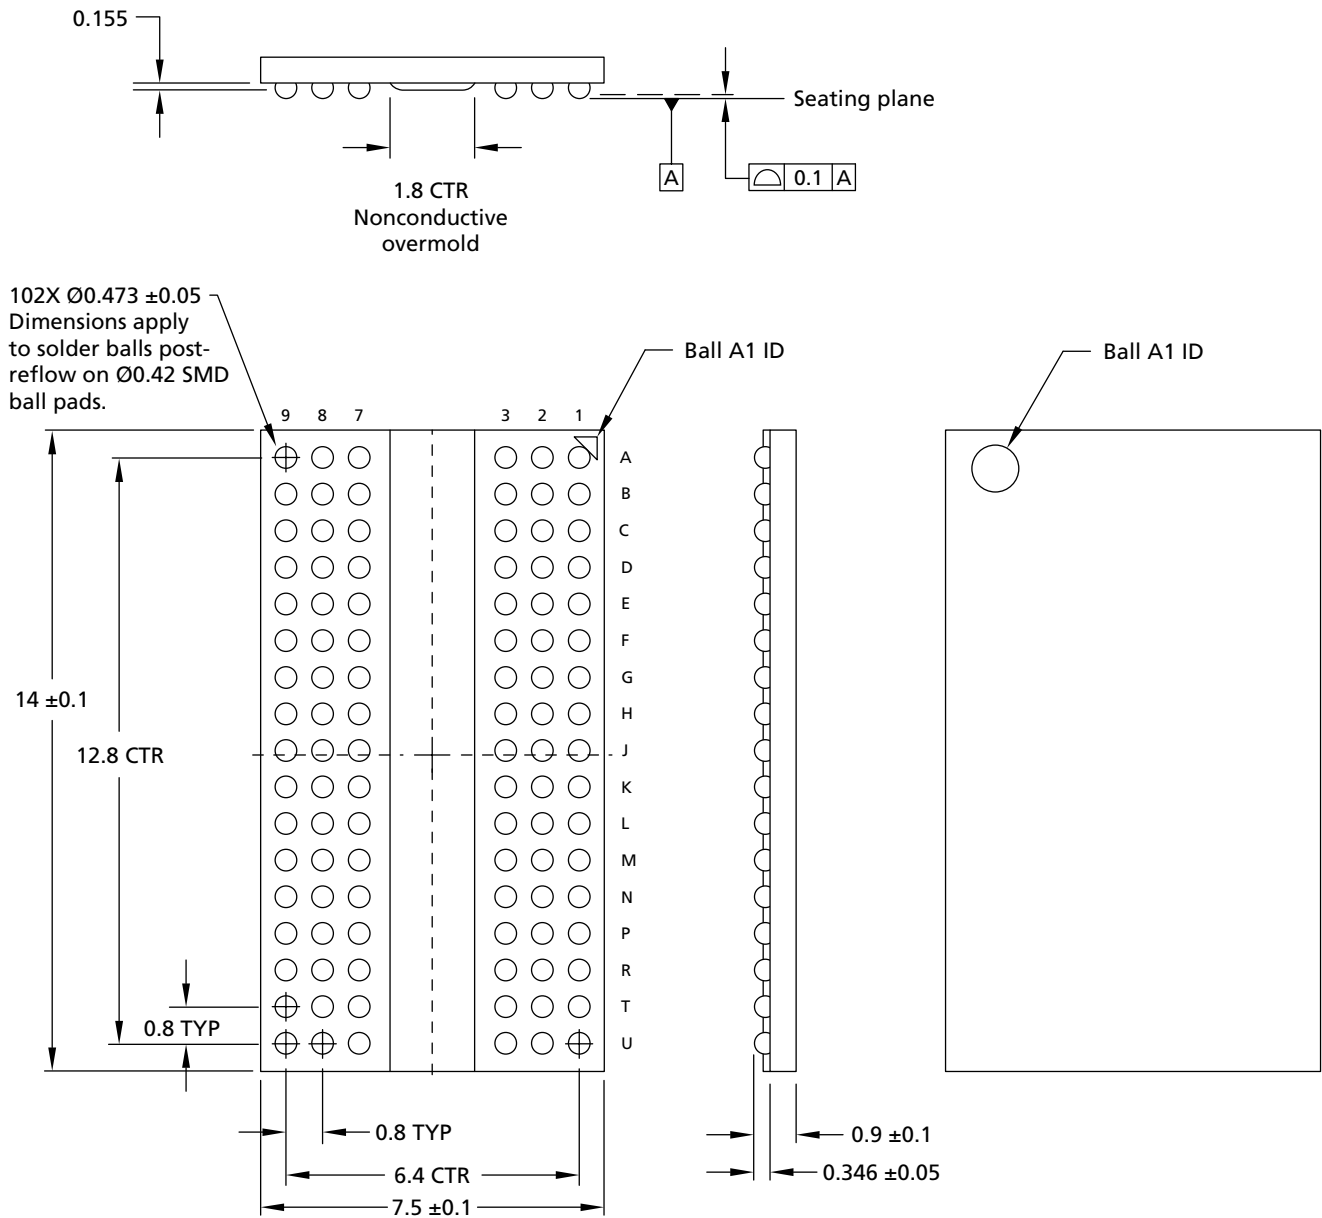 0.155
Seating plane
A
0.1 A
1.8 CTR
Nonconductive
overmold
102X Ø0.473 ±0.05
Dimensions apply
to solder balls post-
reflow on Ø0.42 SMD
ball pads.
Ball A1 ID
Ball A1 ID
9 8 7 3 2 1
A
B
C
D
E
F
G
14 ±0.1
H
J
12.8 CTR
K
L
M
N
P
R
T
0.8 TYP
U
0.8 TYP
0.9 ±0.1
6.4 CTR
0.346 ±0.05
7.5 ±0.1